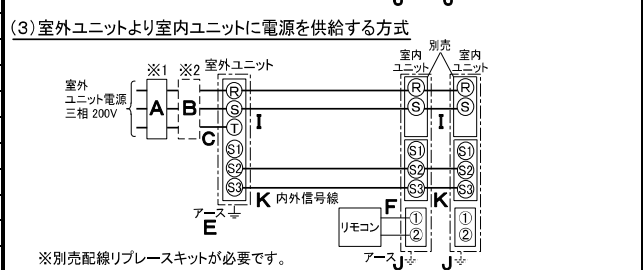 (3)室外ユニットより室内ユニットに電源を供給する方式
別売
※1 ※2 室外ユニット 室内ユニット 室内ユニット
室外
ユニット電源
三相 200V
A B C
R S T S1 S2 S3
I
R S S1 S2 S3 ① ②
I
R S S1 S2 S3 ① ②
K 内外信号線
K
F
リモコン
アース
E
アース J
J
※別売配線リプレースキットが必要です。